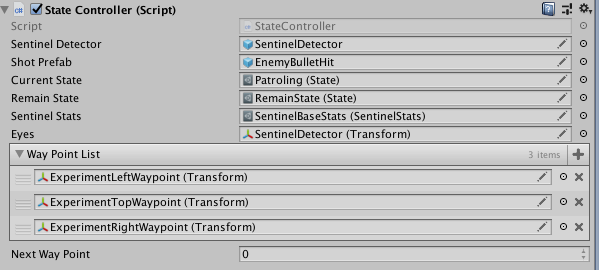 State Controller (Script)
Script StateController
Sentinel Detector SentinelDetector
Shot Prefab EnemyBulletHit
Current State Patroling (State)
Remain State RemainState (State)
Sentinel Stats SentinelBaseStats (SentinelStats)
Eyes SentinelDetector (Transform)
Way Point List 3 items
ExperimentLeftWaypoint (Transform)
ExperimentTopWaypoint (Transform)
ExperimentRightWaypoint (Transform)
Next Way Point 0